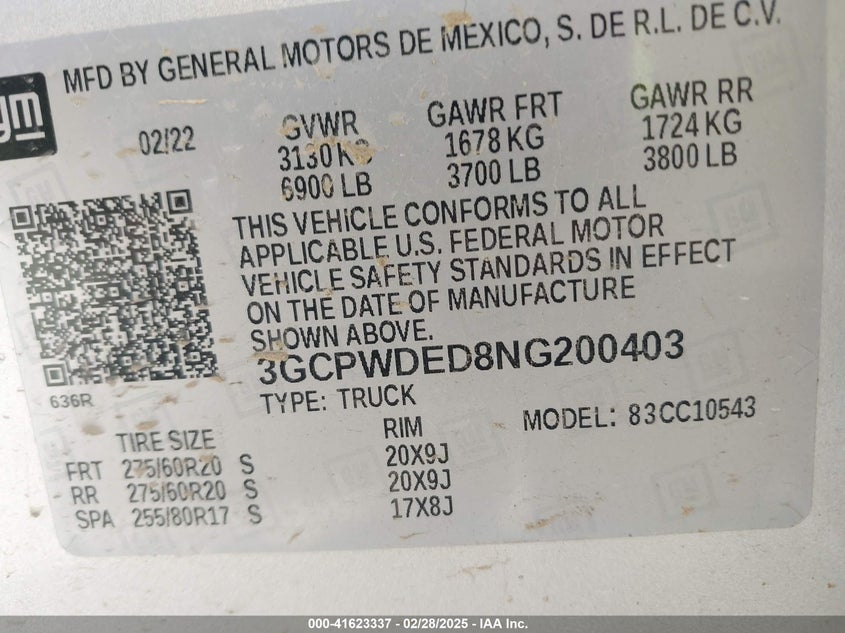 gm
MFD BY GENERAL MOTORS DE MEXICO, S. DE R.L. DE C.V.
02/22 GVWR GAWR FRT GAWR RR
3130 KG 1678 KG 1724 KG
6900 LB 3700 LB 3800 LB
THIS VEHICLE CONFORMS TO ALL
APPLICABLE U.S. FEDERAL MOTOR
VEHICLE SAFETY STANDARDS IN EFFECT
ON THE DATE OF MANUFACTURE
SHOWN ABOVE.
3GCPWDED8NG200403
636R
TYPE: TRUCK
MODEL: 83CC10543
TIRE SIZE RIM
FRT 275/60R20 S 20X9J
RR 275/60R20 S 20X9J
SPA 255/80R17 S 17X8J
000-41623337 - 02/28/2025 - IAA Inc.